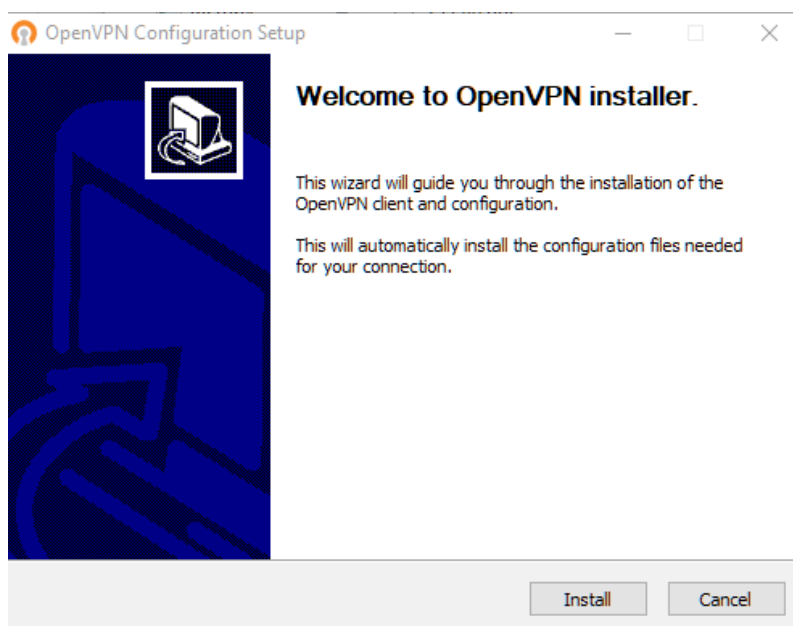 OpenVPN Configuration Setup
Welcome to OpenVPN installer.
This wizard will guide you through the installation of the
OpenVPN client and configuration.
This will automatically install the configuration files needed
for your connection.
Install
Cancel